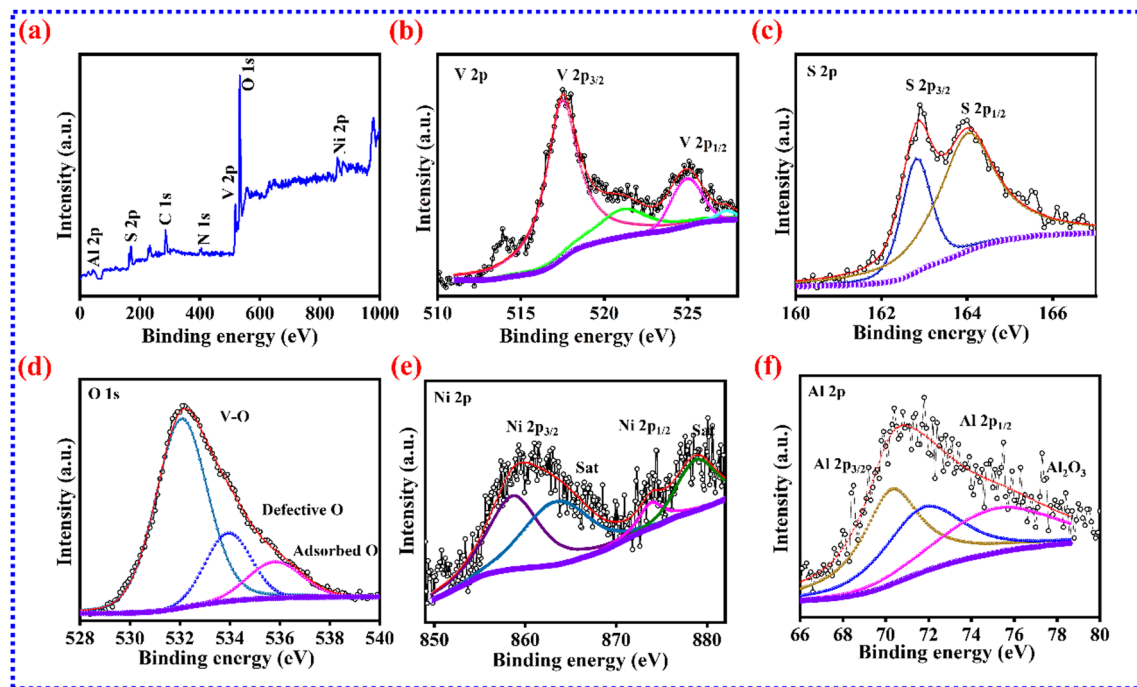 (a)
Intensity (a.u.)
Al 2p
S 2p
C 1s
N 1s
V 2p
O 1s
Ni 2p
0 200 400 600 800 1000
Binding energy (eV)
(b)
Intensity (a.u.)
V 2p
V 2p3/2
V 2p1/2
510 515 520 525
Binding energy (eV)
(c)
Intensity (a.u.)
S 2p
S 2p3/2
S 2p1/2
160 162 164 166
Binding energy (eV)
(d)
Intensity (a.u.)
O 1s
V-O
Defective O
Adsorbed O
528 530 532 534 536 538 540
Binding energy (eV)
(e)
Intensity (a.u.)
Ni 2p
Ni 2p3/2
Sat
Ni 2p1/2
Sat
850 860 870 880
Binding energy (eV)
(f)
Intensity (a.u.)
Al 2p
Al 2p3/2
Al 2p1/2
Al2O3
66 68 70 72 74 76 78 80
Binding energy (eV)